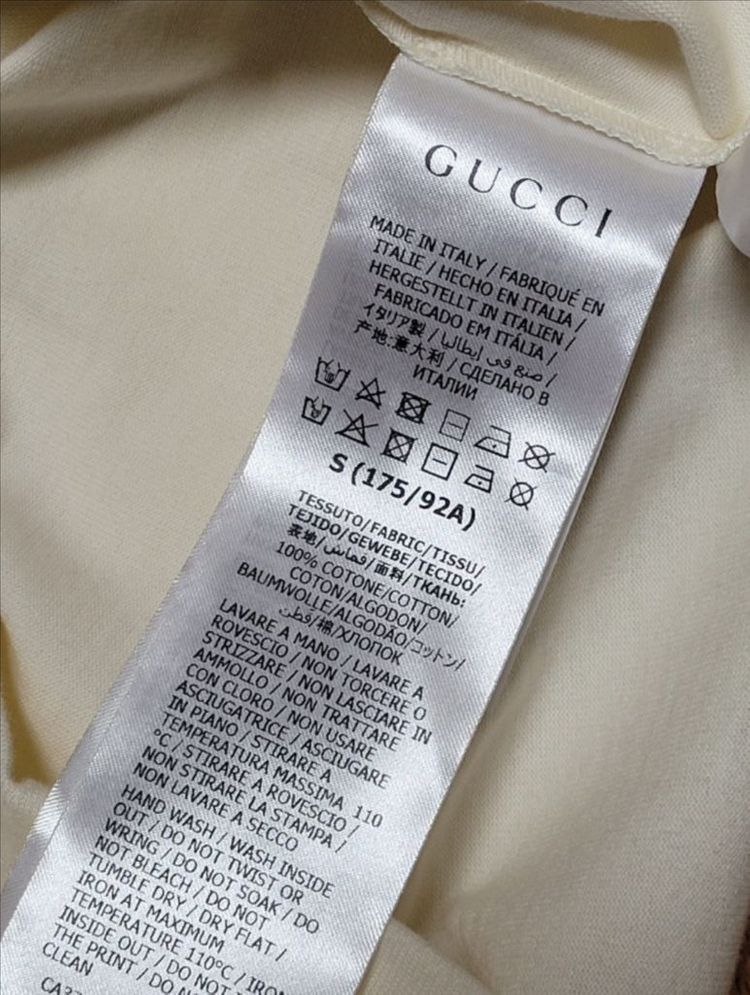 GUCCI
MADE IN ITALY / FABRIQUÉ EN
ITALIE / HECHO EN ITALIA /
HERGESTELLT IN ITALIEN /
FABRICADO EM ITÁLIA /
イタリア製 / صنع في إيطاليا /
产地:意大利 / СДЕЛАНО В
ИТАЛИИ
S (175/92A)
TESSUTO/FABRIC/TISSU/
TEJIDO/GEWEBE/TECIDO/
表地/قماش/面料/ТКАНЬ:
100% COTONE/COTTON/
COTON/ALGODON/
BAUMWOLLE/ALGODÃO/コットン/
قطن/棉/ХЛОПОК
LAVARE A MANO / LAVARE A
ROVESCIO / NON TORCERE O
STRIZZARE / NON LASCIARE IN
AMMOLLO / NON TRATTARE
CON CLORO / NON USARE
ASCIUGATRICE / ASCIUGARE
IN PIANO / STIRARE A
TEMPERATURA MASSIMA 110
°C / STIRARE A ROVESCIO /
NON STIRARE LA STAMPA /
NON LAVARE A SECCO
HAND WASH / WASH INSIDE
OUT / DO NOT TWIST OR
WRING / DO NOT SOAK / DO
NOT BLEACH / DO NOT
TUMBLE DRY / DRY FLAT /
IRON AT MAXIMUM
TEMPERATURE 110°C / IRON
INSIDE OUT / DO NOT
THE PRINT / DO NOT
CLEAN